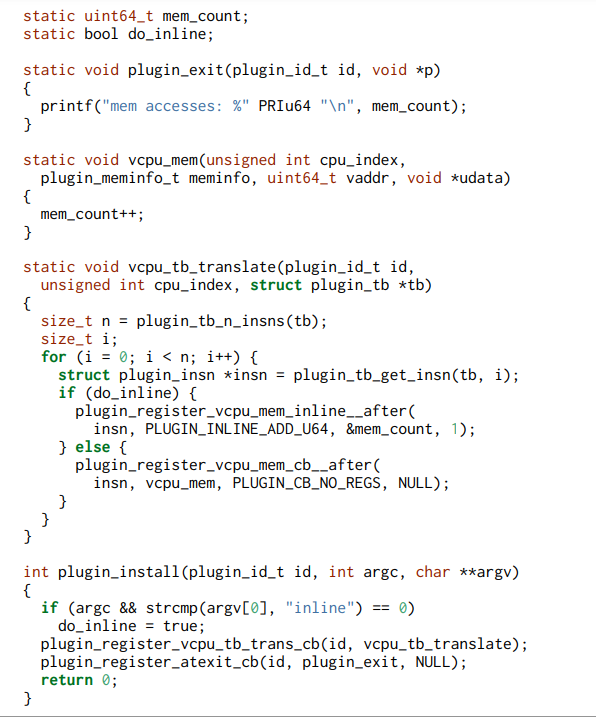 static uint64_t mem_count;
static bool do_inline;

static void plugin_exit(plugin_id_t id, void *p)
{
  printf("mem accesses: %" PRIu64 "\n", mem_count);
}

static void vcpu_mem(unsigned int cpu_index,
  plugin_meminfo_t meminfo, uint64_t vaddr, void *udata)
{
  mem_count++;
}

static void vcpu_tb_translate(plugin_id_t id,
  unsigned int cpu_index, struct plugin_tb *tb)
{
  size_t n = plugin_tb_n_insns(tb);
  size_t i;
  for (i = 0; i < n; i++) {
    struct plugin_insn *insn = plugin_tb_get_insn(tb, i);
    if (do_inline) {
      plugin_register_vcpu_mem_inline__after(
        insn, PLUGIN_INLINE_ADD_U64, &mem_count, 1);
    } else {
      plugin_register_vcpu_mem_cb__after(
        insn, vcpu_mem, PLUGIN_CB_NO_REGS, NULL);
    }
  }
}

int plugin_install(plugin_id_t id, int argc, char **argv)
{
  if (argc && strcmp(argv[0], "inline") == 0)
    do_inline = true;
  plugin_register_vcpu_tb_trans_cb(id, vcpu_tb_translate);
  plugin_register_atexit_cb(id, plugin_exit, NULL);
  return 0;
}